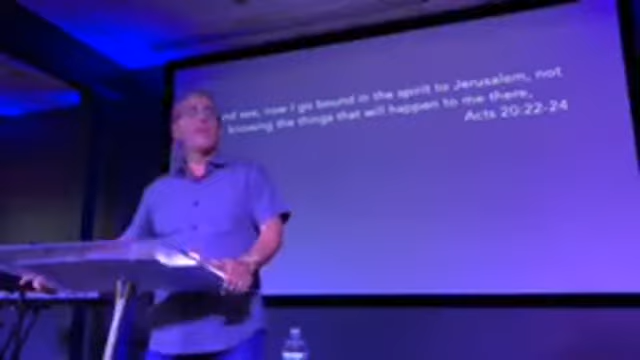 nd see, now I go bound in the spirit to Jerusalem, not
knowing the things that will happen to me there,
Acts 20:22-24